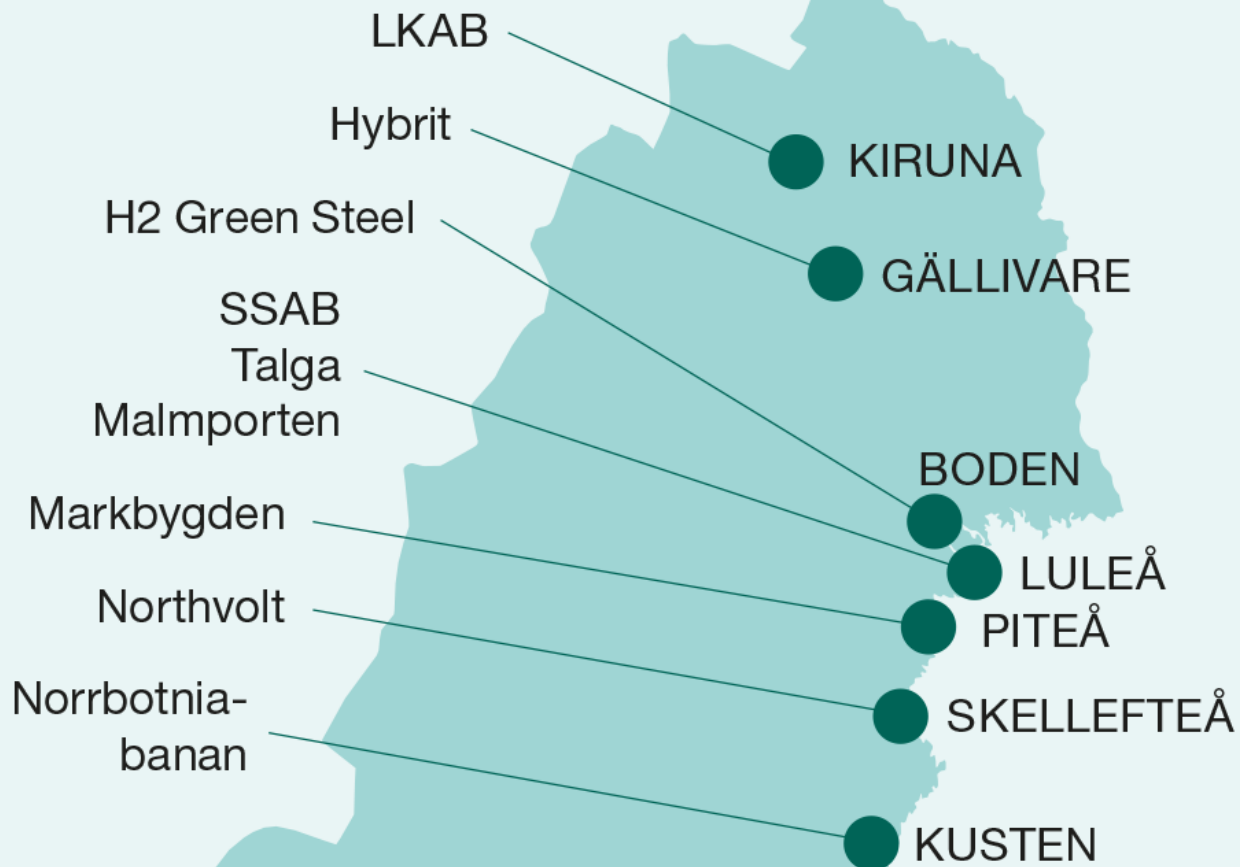 LKAB
Hybrit
KIRUNA
H2 Green Steel
GÄLLIVARE
SSAB
Talga
Malmporten
BODEN
Markbygden
LULEÅ
Northvolt
PITEÅ
Norrbotnia-
banan
SKELLEFTEÅ
KUSTEN